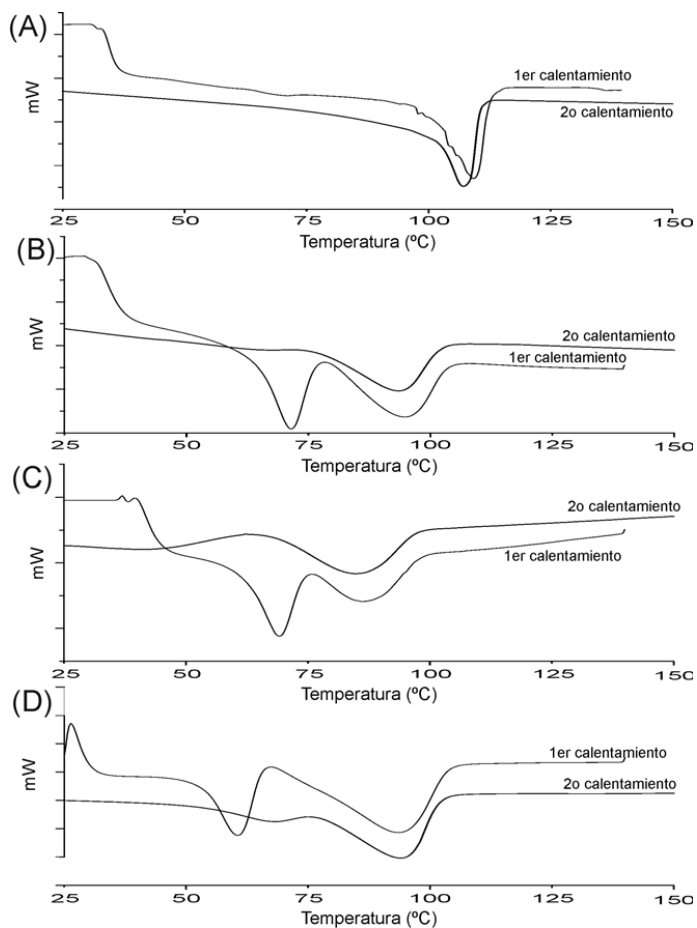 (A)
1er calentamiento
2o calentamiento
mW
25 50 75 100 125 150
Temperatura (ºC)
(B)
2o calentamiento
1er calentamiento
mW
25 50 75 100 125 150
Temperatura (ºC)
(C)
2o calentamiento
1er calentamiento
mW
25 50 75 100 125 150
Temperatura (ºC)
(D)
1er calentamiento
2o calentamiento
mW
25 50 75 100 125 150
Temperatura (ºC)